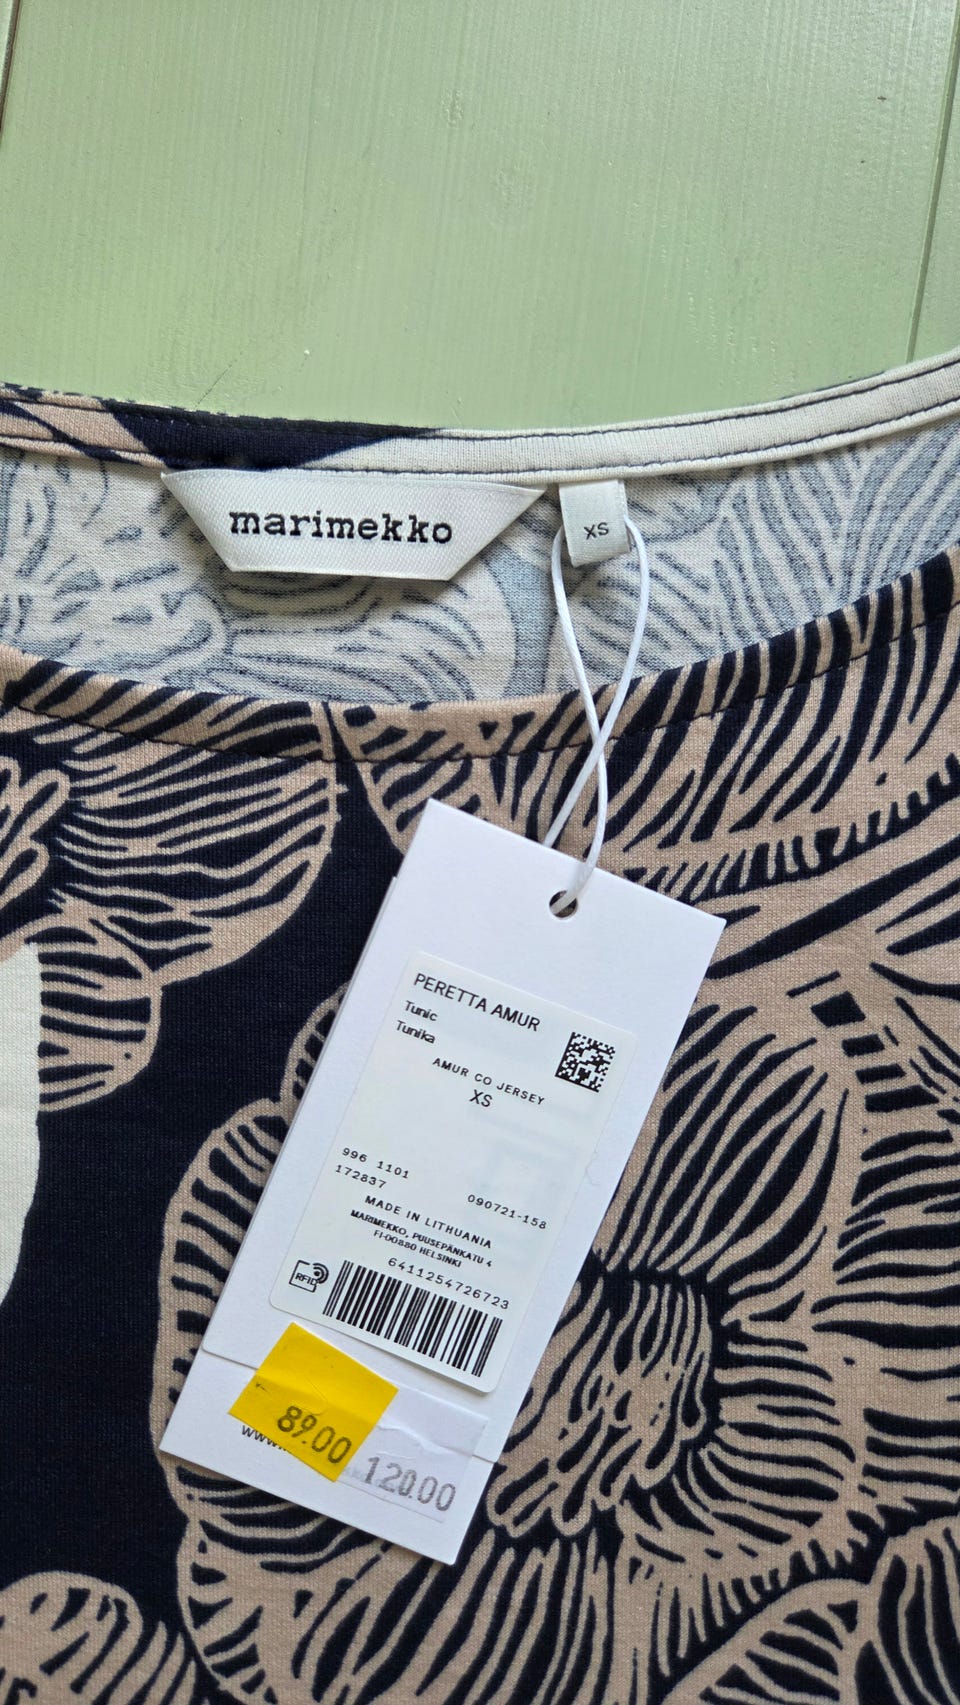 marimekko
XS
PERETTA AMUR
Tunic
Tunika
AMUR CO JERSEY
XS
996 1101
172837
090721-158
MADE IN LITHUANIA
MARIMEKKO, PUUSEPÄNKATU 4
FI-00880 HELSINKI
6411254726723
RFID
89.00
www.
120.00